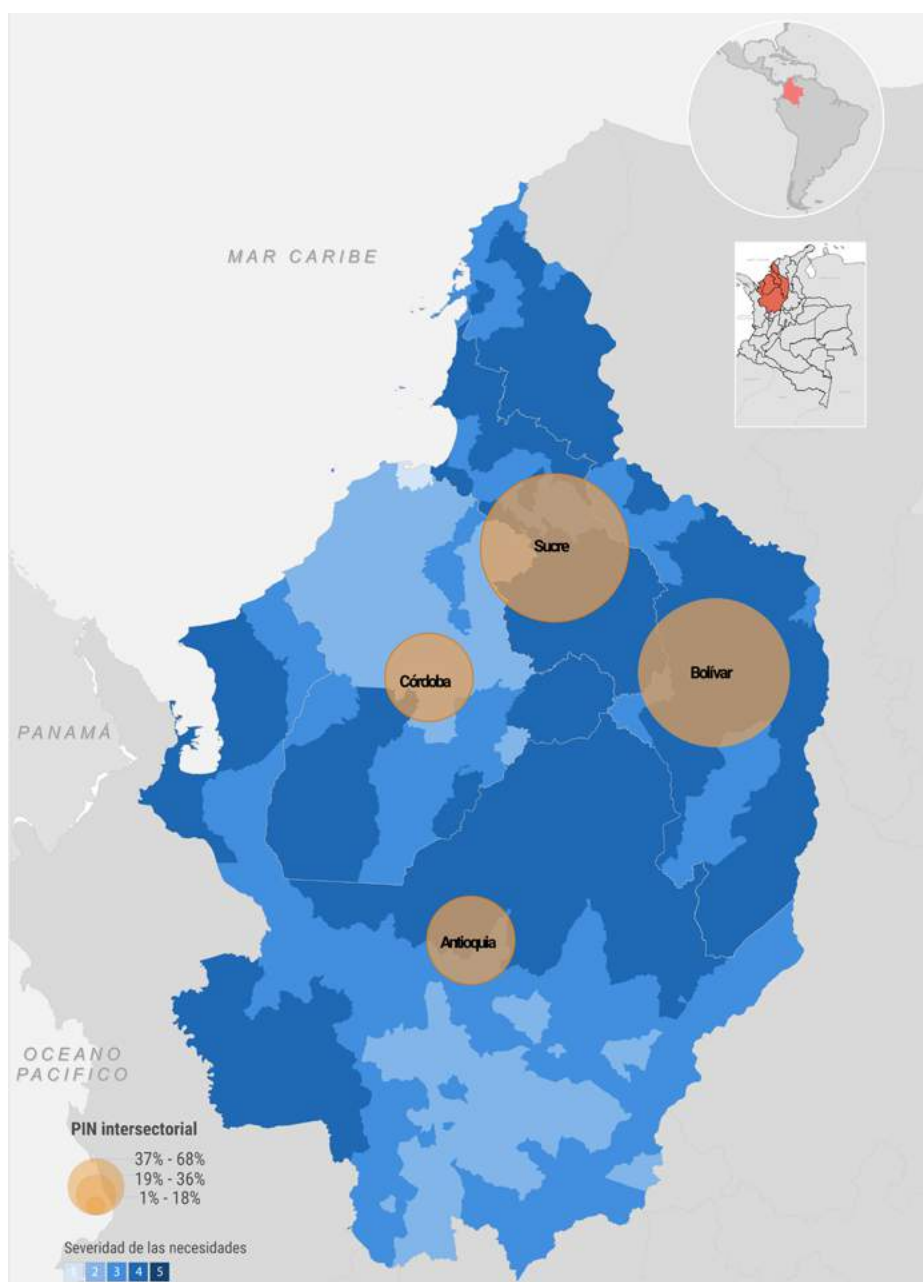 MAR CARIBE
Sucre
Bolívar
Córdoba
PANAMÁ
Antioquia
OCEANO
PACIFICO
PIN intersectorial
37% - 68%
19% - 36%
1% - 18%
Severidad de las necesidades
1 2 3 4 5